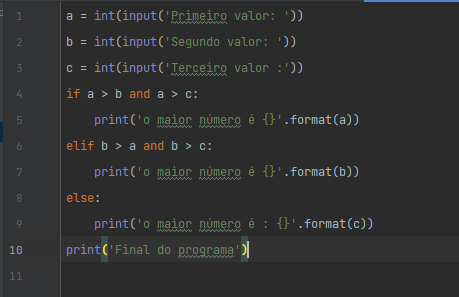 1 a = int(input('Primeiro valor: '))
2 b = int(input('Segundo valor: '))
3 c = int(input('Terceiro valor :'))
4 if a > b and a > c:
5     print('o maior número é {}'.format(a))
6 elif b > a and b > c:
7     print('o maior número é {}'.format(b))
8 else:
9     print('o maior número é : {}'.format(c))
10 print('Final do programa')
11